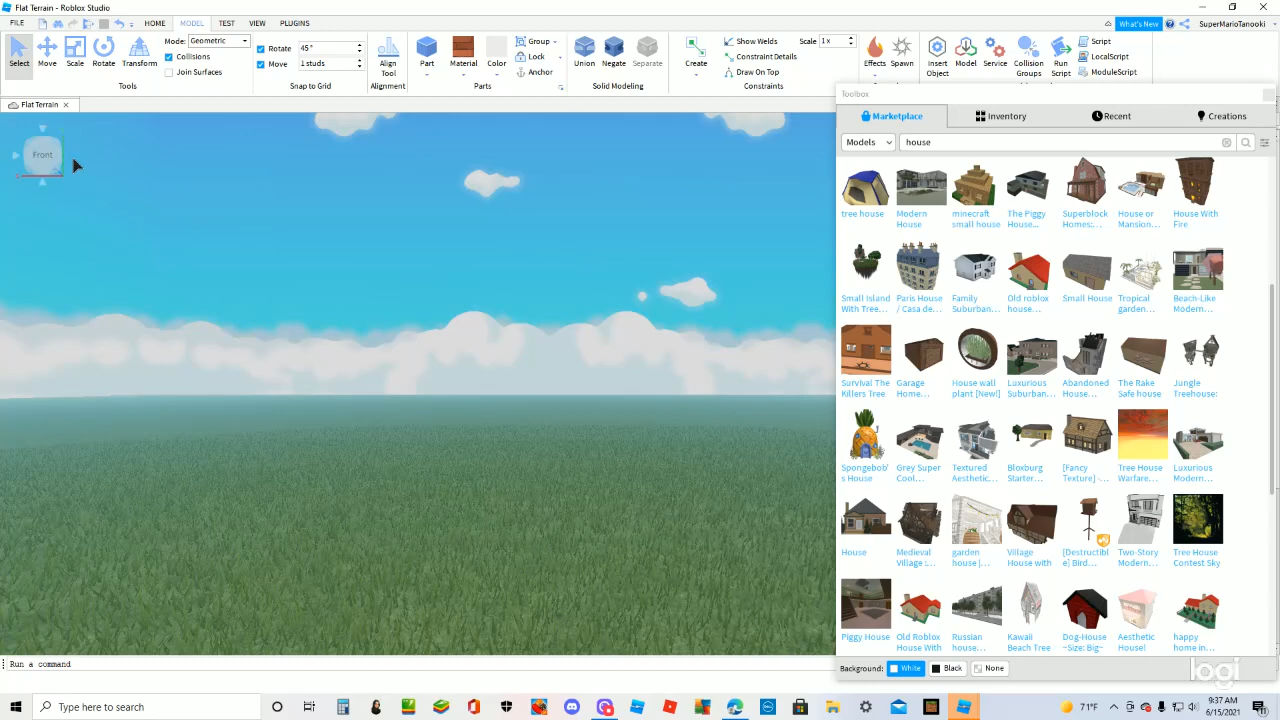 Flat Terrain - Roblox Studio
FILE HOME MODEL TEST VIEW PLUGINS What's New SuperMarioTanooki
Select Move Scale Rotate Transform
Mode: Geometric
Collisions
Join Surfaces
Tools
Rotate 45°
Move 1 studs
Snap to Grid
Align Tool
Alignment
Part Material Color
Group
Lock
Anchor
Parts
Union Negate Separate
Solid Modeling
Create
Show Welds Scale 1x
Constraint Details
Draw On Top
Constraints
Effects Spawn
Insert Object Model Service Collision Groups Run Script
Script
LocalScript
ModuleScript
Flat Terrain
Front
Toolbox
Marketplace Inventory Recent Creations
Models house
tree house Modern House minecraft small house The Piggy House... Superblock Homes:... House or Mansion... House With Fire
Small Island With Tree... Paris House / Casa de... Family Suburban... Old roblox house... Small House Tropical garden... Beach-Like Modern...
Survival The Killers Tree Garage Home... House wall plant [New!] Luxurious Suburban... Abandoned House... The Rake Safe house Jungle Treehouse:
Spongebob's House Grey Super Cool... Textured Aesthetic... Bloxburg Starter... [Fancy Texture] -... Tree House Warfare... Luxurious Modern...
House Medieval Village :... garden house |... Village House with [Destructible] Bird... Two-Story Modern... Tree House Contest Sky
Piggy House Old Roblox House With Russian house... Kawaii Beach Tree Dog-House ~Size: Big~ Aesthetic House! happy home in...
Run a command
Background: White Black None
logi
Type here to search
71°F
9:37 AM
6/15/2021